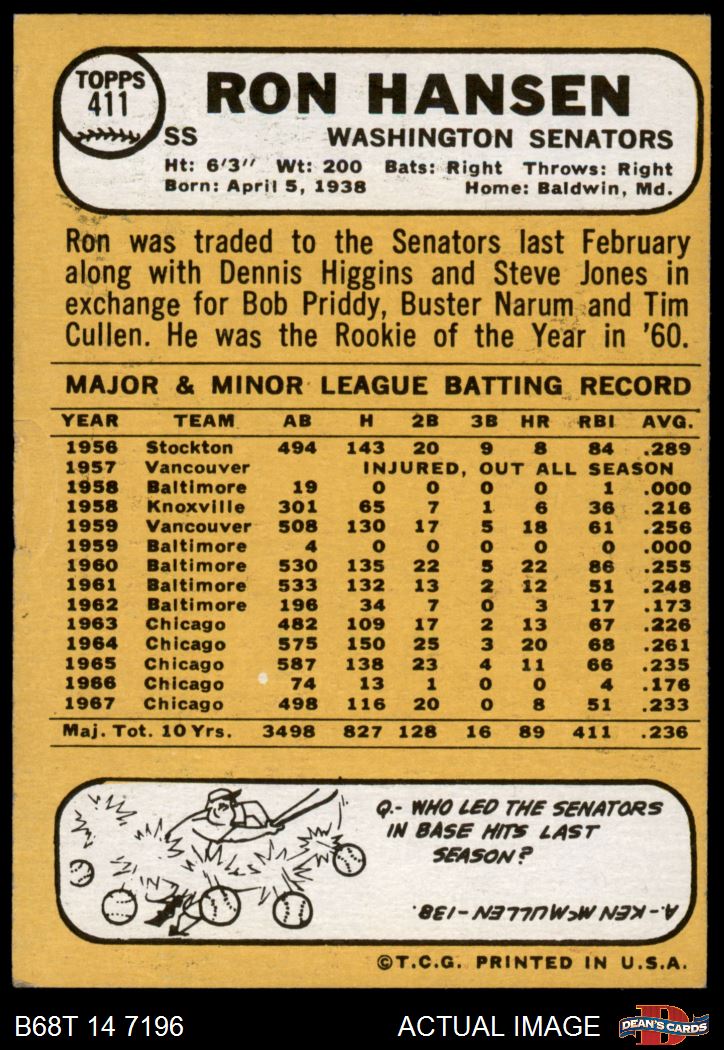 TOPPS
411
RON HANSEN
SS WASHINGTON SENATORS
Ht: 6'3" Wt: 200 Bats: Right Throws: Right
Born: April 5, 1938 Home: Baldwin, Md.
Ron was traded to the Senators last February
along with Dennis Higgins and Steve Jones in
exchange for Bob Priddy, Buster Narum and Tim
Cullen. He was the Rookie of the Year in '60.
MAJOR & MINOR LEAGUE BATTING RECORD
YEAR TEAM AB H 2B 3B HR RBI AVG.
1956 Stockton 494 143 20 9 8 84 .289
1957 Vancouver INJURED, OUT ALL SEASON
1958 Baltimore 19 0 0 0 0 1 .000
1958 Knoxville 301 65 7 1 6 36 .216
1959 Vancouver 508 130 17 5 18 61 .256
1959 Baltimore 4 0 0 0 0 0 .000
1960 Baltimore 530 135 22 5 22 86 .255
1961 Baltimore 533 132 13 2 12 51 .248
1962 Baltimore 196 34 7 0 3 17 .173
1963 Chicago 482 109 17 2 13 67 .226
1964 Chicago 575 150 25 3 20 68 .261
1965 Chicago 587 138 23 4 11 66 .235
1966 Chicago 74 13 1 0 0 4 .176
1967 Chicago 498 116 20 0 8 51 .233
Maj. Tot. 10 Yrs. 3498 827 128 16 89 411 .236
Q.- WHO LED THE SENATORS
IN BASE HITS LAST
SEASON?
A.- KEN McMULLEN -138.
©T.C.G. PRINTED IN U.S.A.
B68T 14 7196 ACTUAL IMAGE
DEAN'S CARDS